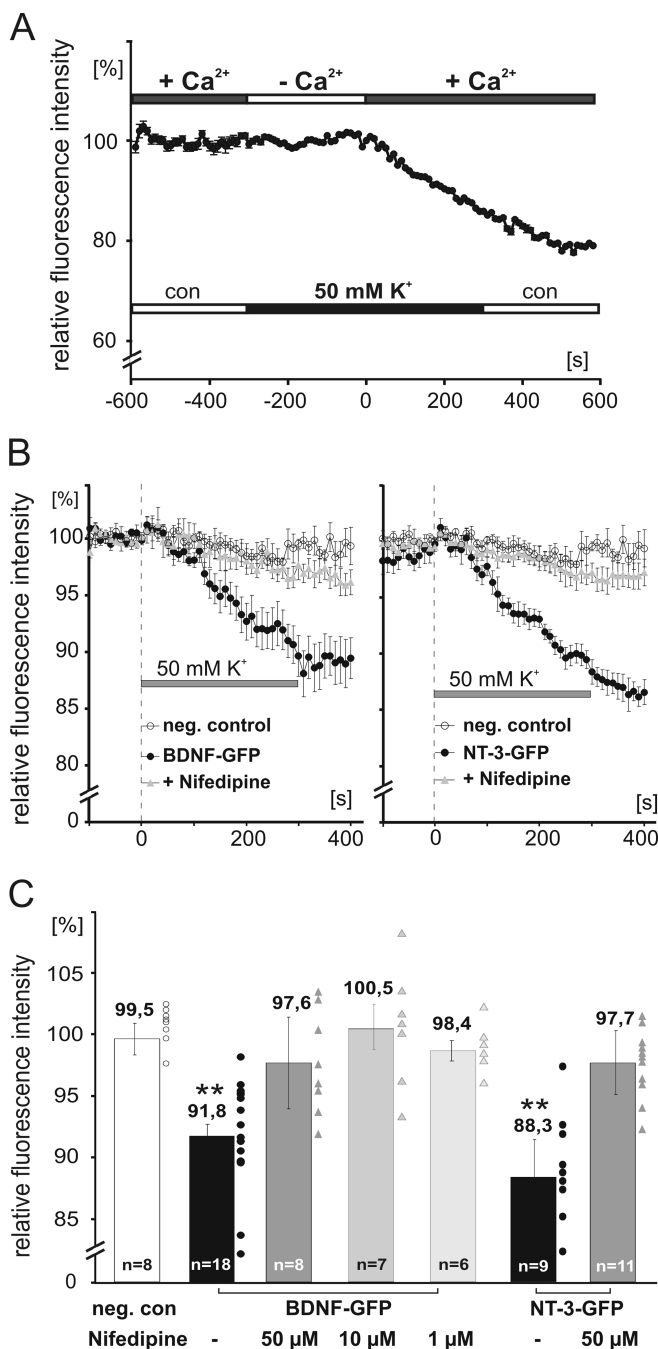 A
[%]
+ Ca²⁺
- Ca²⁺
+ Ca²⁺
relative fluorescence intensity
100
80
60
con
50 mM K⁺
con
[s]
-600
-400
-200
0
200
400
600
B
[%]
relative fluorescence intensity
100
95
90
85
80
0
50 mM K⁺
neg. control
BDNF-GFP
+ Nifedipine
[s]
0
200
400
50 mM K⁺
neg. control
NT-3-GFP
+ Nifedipine
[s]
0
200
400
C
[%]
relative fluorescence intensity
105
100
95
90
85
0
99,5
**
91,8
97,6
100,5
98,4
**
88,3
97,7
n=8
n=18
n=8
n=7
n=6
n=9
n=11
neg. con
BDNF-GFP
NT-3-GFP
Nifedipine - 50 µM 10 µM 1 µM - 50 µM